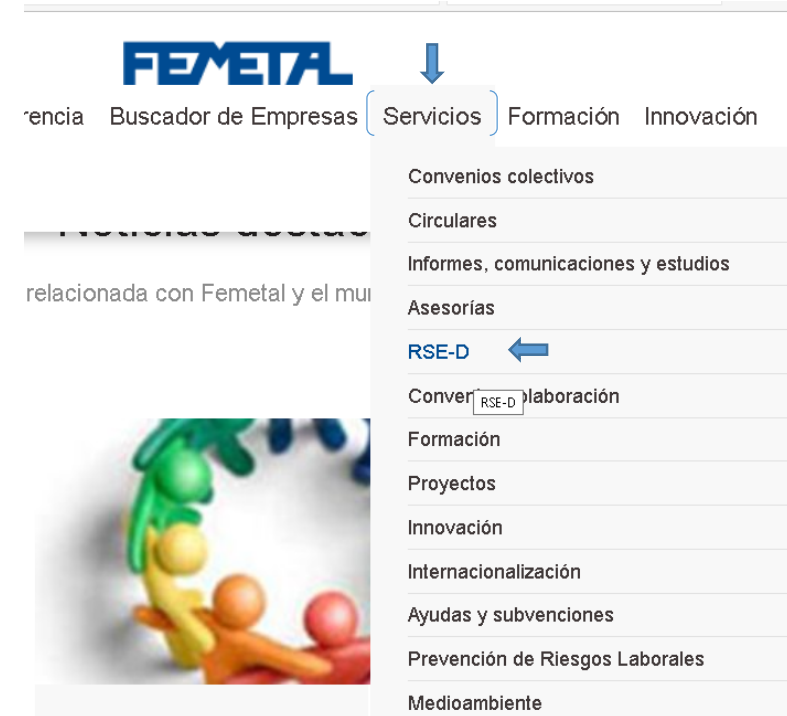 FEMETAL
rencia Buscador de Empresas Servicios Formación Innovación
Convenios colectivos
Circulares
Informes, comunicaciones y estudios
relacionada con Femetal y el mu
Asesorías
RSE-D
RSE-D
Formación
Proyectos
Innovación
Internacionalización
Ayudas y subvenciones
Prevención de Riesgos Laborales
Medioambiente